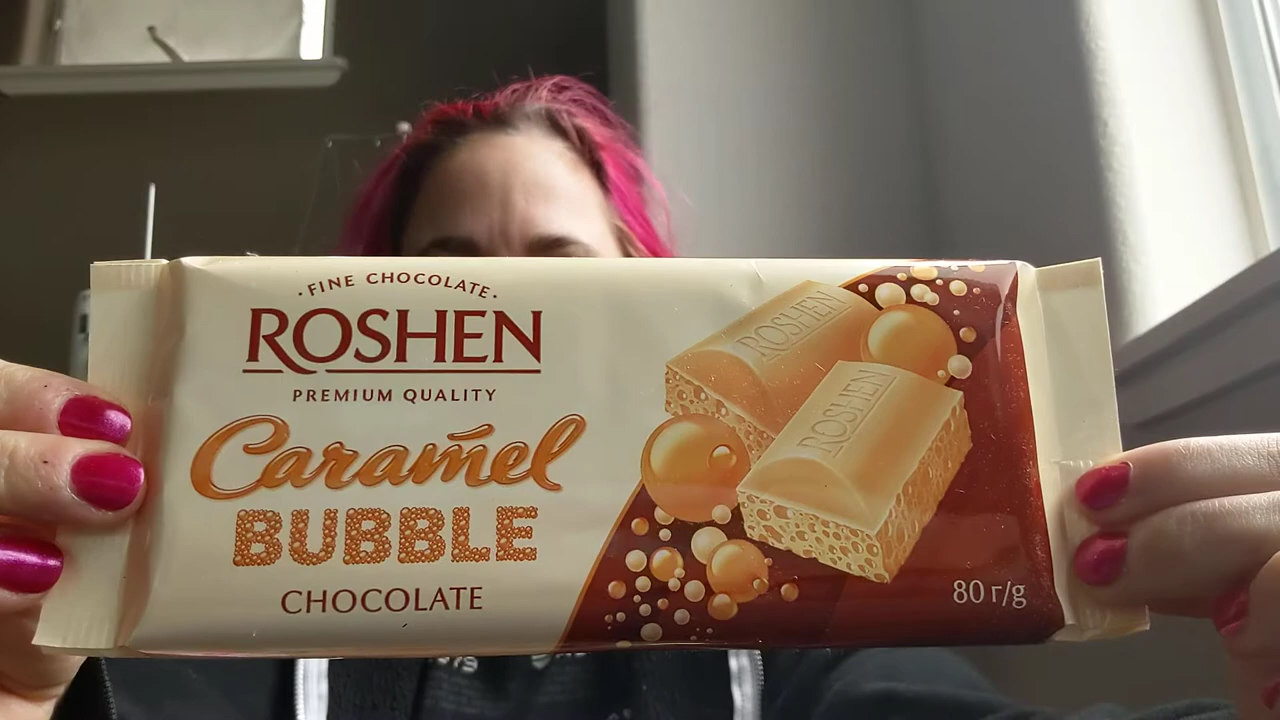 ·FINE CHOCOLATE·
ROSHEN
PREMIUM QUALITY
Caramel
BUBBLE
CHOCOLATE
ROSHEN
ROSHEN
80 г/g